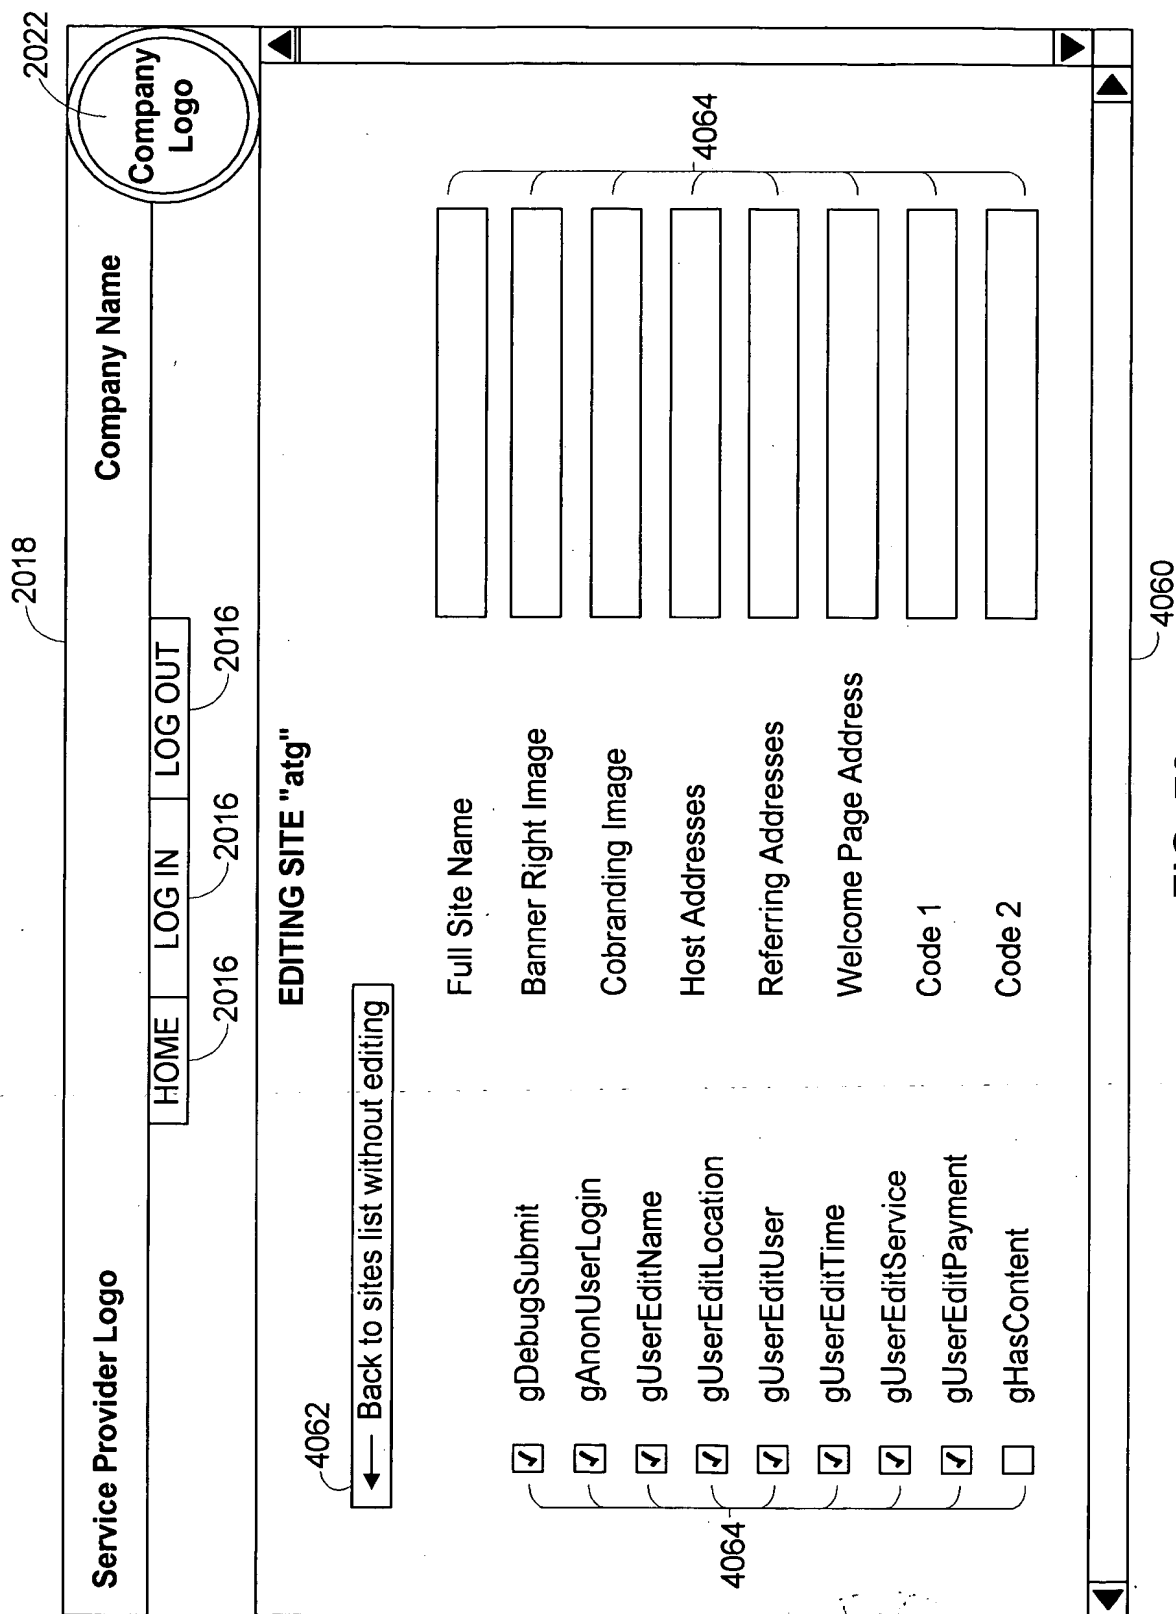 2018
2022
Service Provider Logo
Company Name
Company
Logo
HOME
LOG IN
LOG OUT
2016
2016
2016
EDITING SITE "atg"
4062
Back to sites list without editing
gDebugSubmit
gAnonUserLogin
gUserEditName
gUserEditLocation
gUserEditUser
gUserEditTime
gUserEditService
gUserEditPayment
gHasContent
4064
Full Site Name
Banner Right Image
Cobranding Image
Host Addresses
Referring Addresses
Welcome Page Address
Code 1
Code 2
4064
4060